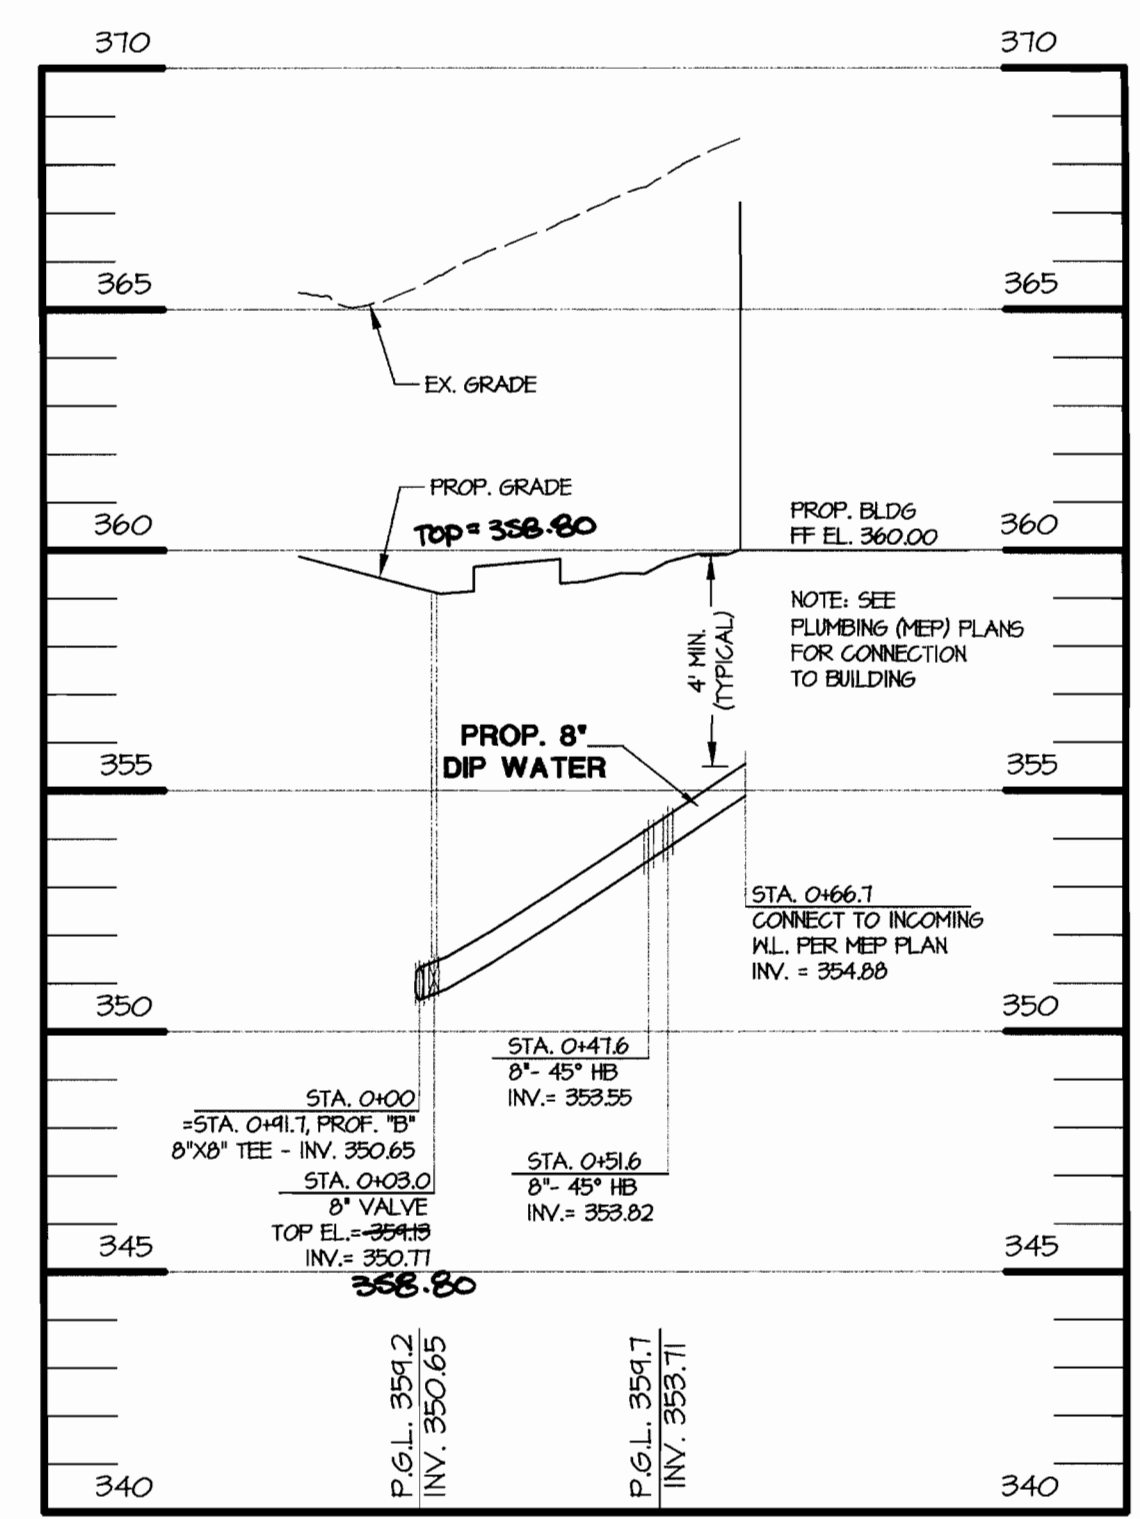 370
370
365
365
EX. GRADE
PROP. GRADE
TOP = 358.80
360
PROP. BLDG
FF EL. 360.00
360
NOTE: SEE
PLUMBING (MEP) PLANS
FOR CONNECTION
TO BUILDING
4' MIN.
(TYPICAL)
PROP. 8"
DIP WATER
355
355
STA. 0+66.7
CONNECT TO INCOMING
W.L. PER MEP PLAN
INV. = 354.88
350
350
STA. 0+47.6
8"- 45° HB
INV.= 353.55
STA. 0+00
=STA. 0+91.7, PROF. "B"
8"X8" TEE - INV. 350.65
STA. 0+51.6
8"- 45° HB
INV.= 353.82
STA. 0+03.0
8" VALVE
TOP EL.= 359.13
INV.= 350.77
358.80
345
345
P.G.L. 359.2
INV. 350.65
P.G.L. 359.7
INV. 353.71
340
340